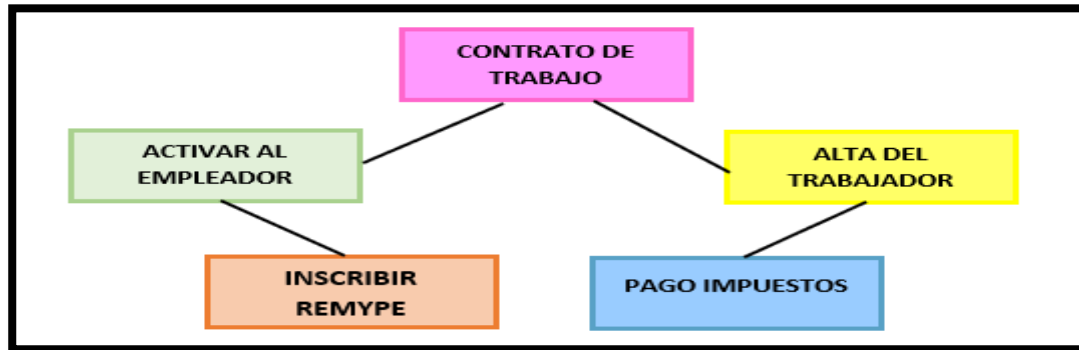 CONTRATO DE
TRABAJO
ACTIVAR AL
EMPLEADOR
ALTA DEL
TRABAJADOR
INSCRIBIR
REMYPE
PAGO IMPUESTOS